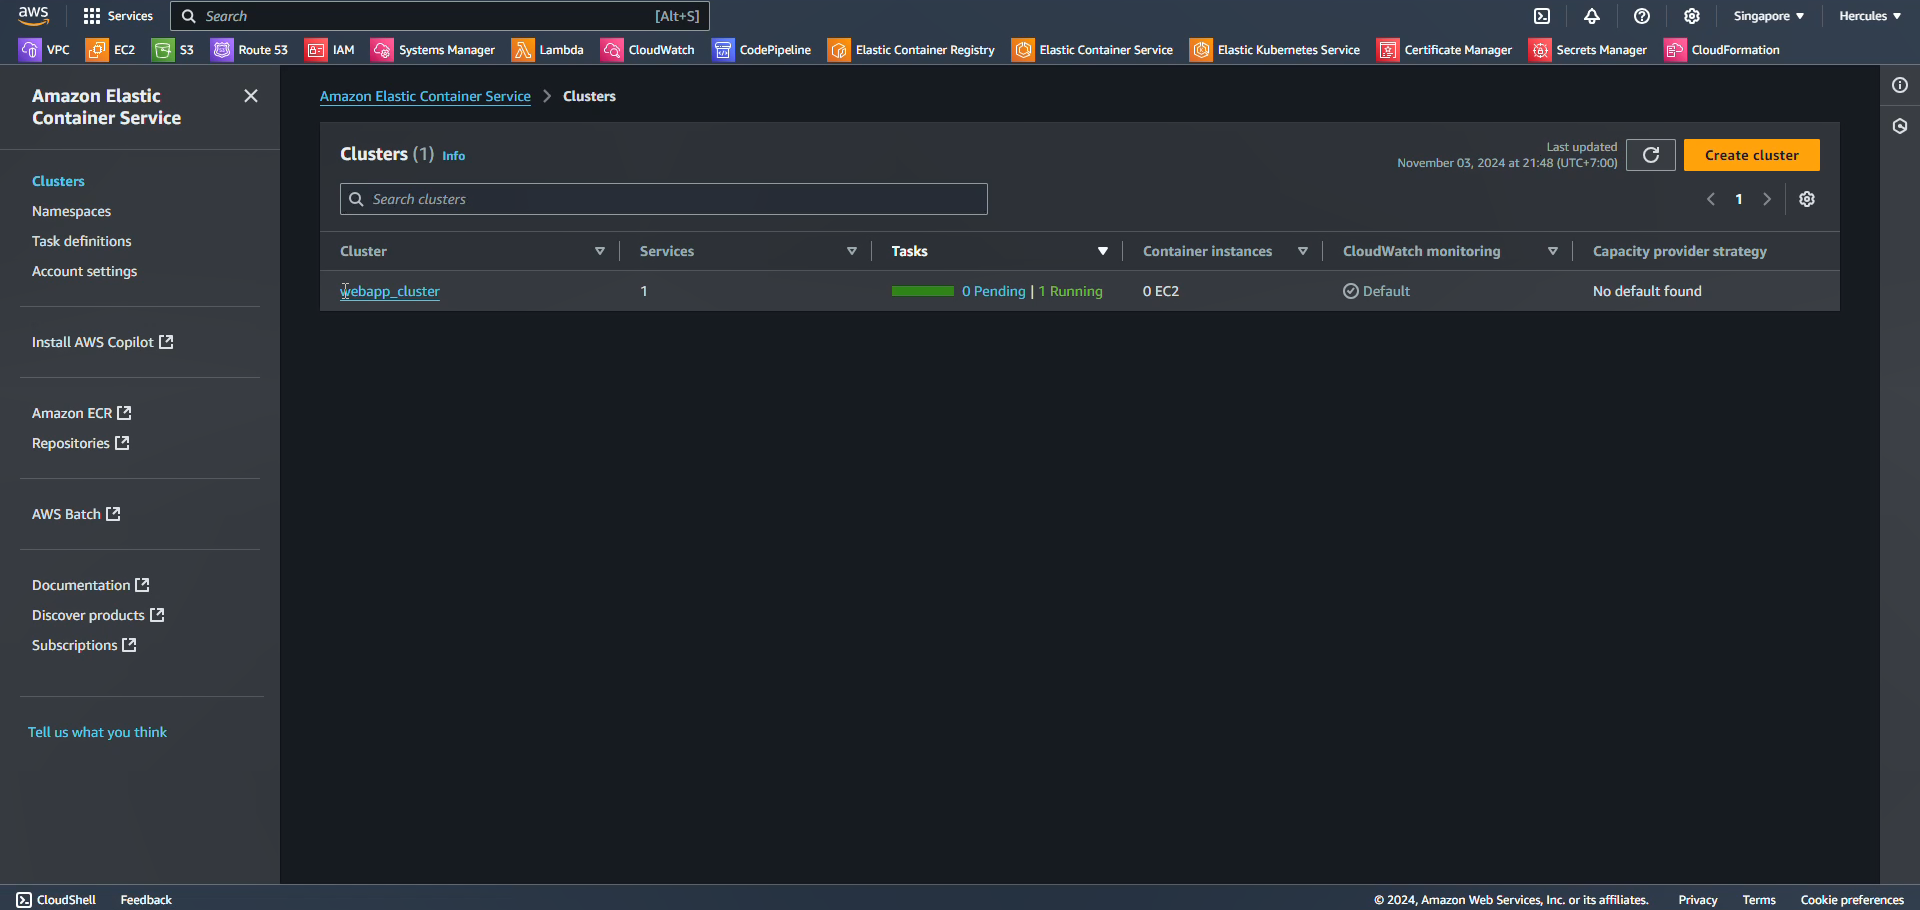 aws Services Search [Alt+S] Singapore Hercules
VPC EC2 S3 Route 53 IAM Systems Manager Lambda CloudWatch CodePipeline Elastic Container Registry Elastic Container Service Elastic Kubernetes Service Certificate Manager Secrets Manager CloudFormation
Amazon Elastic
Container Service
Clusters
Namespaces
Task definitions
Account settings
Install AWS Copilot
Amazon ECR
Repositories
AWS Batch
Documentation
Discover products
Subscriptions
Tell us what you think
Amazon Elastic Container Service > Clusters
Clusters (1) Info
Last updated
November 03, 2024 at 21:48 (UTC+7:00)
Create cluster
Search clusters
1
Cluster Services Tasks Container instances CloudWatch monitoring Capacity provider strategy
webapp_cluster 1 0 Pending | 1 Running 0 EC2 Default No default found
CloudShell Feedback © 2024, Amazon Web Services, Inc. or its affiliates. Privacy Terms Cookie preferences